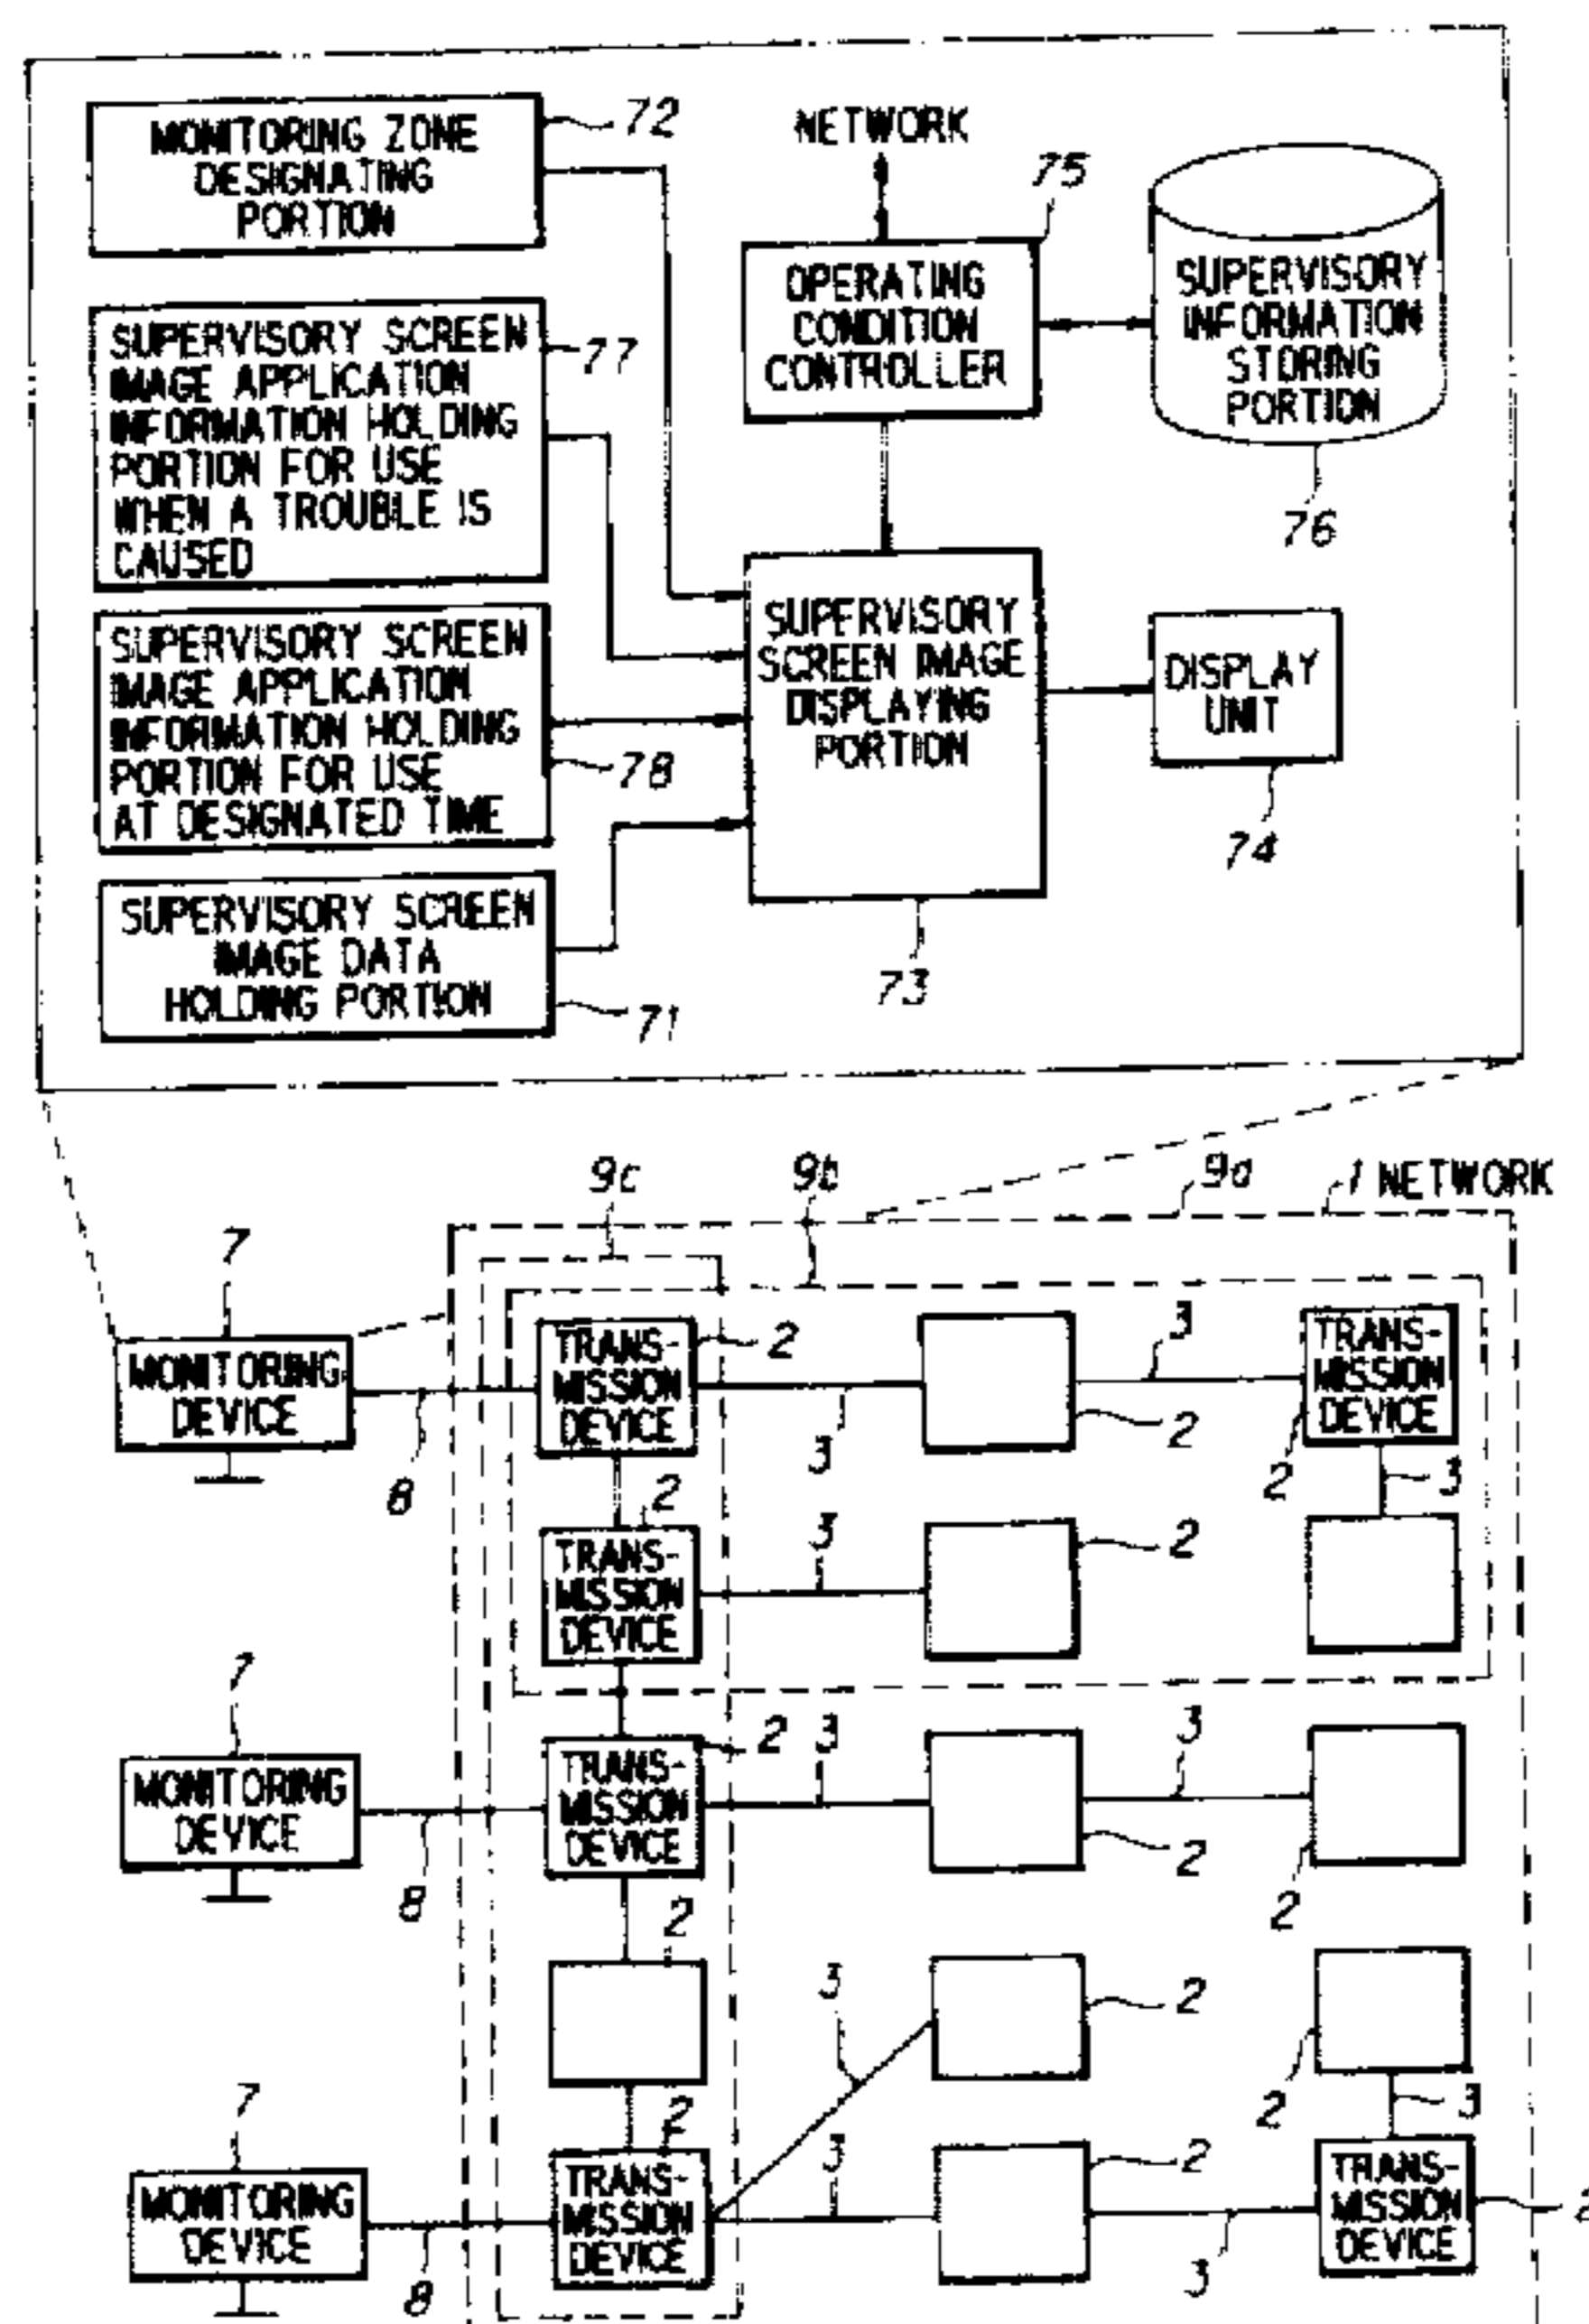 MONITORING ZONE
DESIGNATING
PORTION
72
NETWORK
75
OPERATING
CONDITION
CONTROLLER
SUPERVISORY
INFORMATION
STORING
PORTION
76
SUPERVISORY SCREEN
IMAGE APPLICATION
INFORMATION HOLDING
PORTION FOR USE
WHEN A TROUBLE IS
CAUSED
77
SUPERVISORY SCREEN
IMAGE APPLICATION
INFORMATION HOLDING
PORTION FOR USE
AT DESIGNATED TIME
78
SUPERVISORY
SCREEN IMAGE
DISPLAYING
PORTION
73
DISPLAY
UNIT
74
SUPERVISORY SCREEN
IMAGE DATA
HOLDING PORTION
71
9c
9b
9a
1 NETWORK
7
MONITORING
DEVICE
8
TRANS-
MISSION
DEVICE
2
3
2
3
TRANS-
MISSION
DEVICE
2
3
2
TRANS-
MISSION
DEVICE
3
2
7
MONITORING
DEVICE
8
TRANS-
MISSION
DEVICE
2
3
2
3
2
2
3
2
2
3
7
MONITORING
DEVICE
8
2
TRANS-
MISSION
DEVICE
3
2
3
TRANS-
MISSION
DEVICE
2